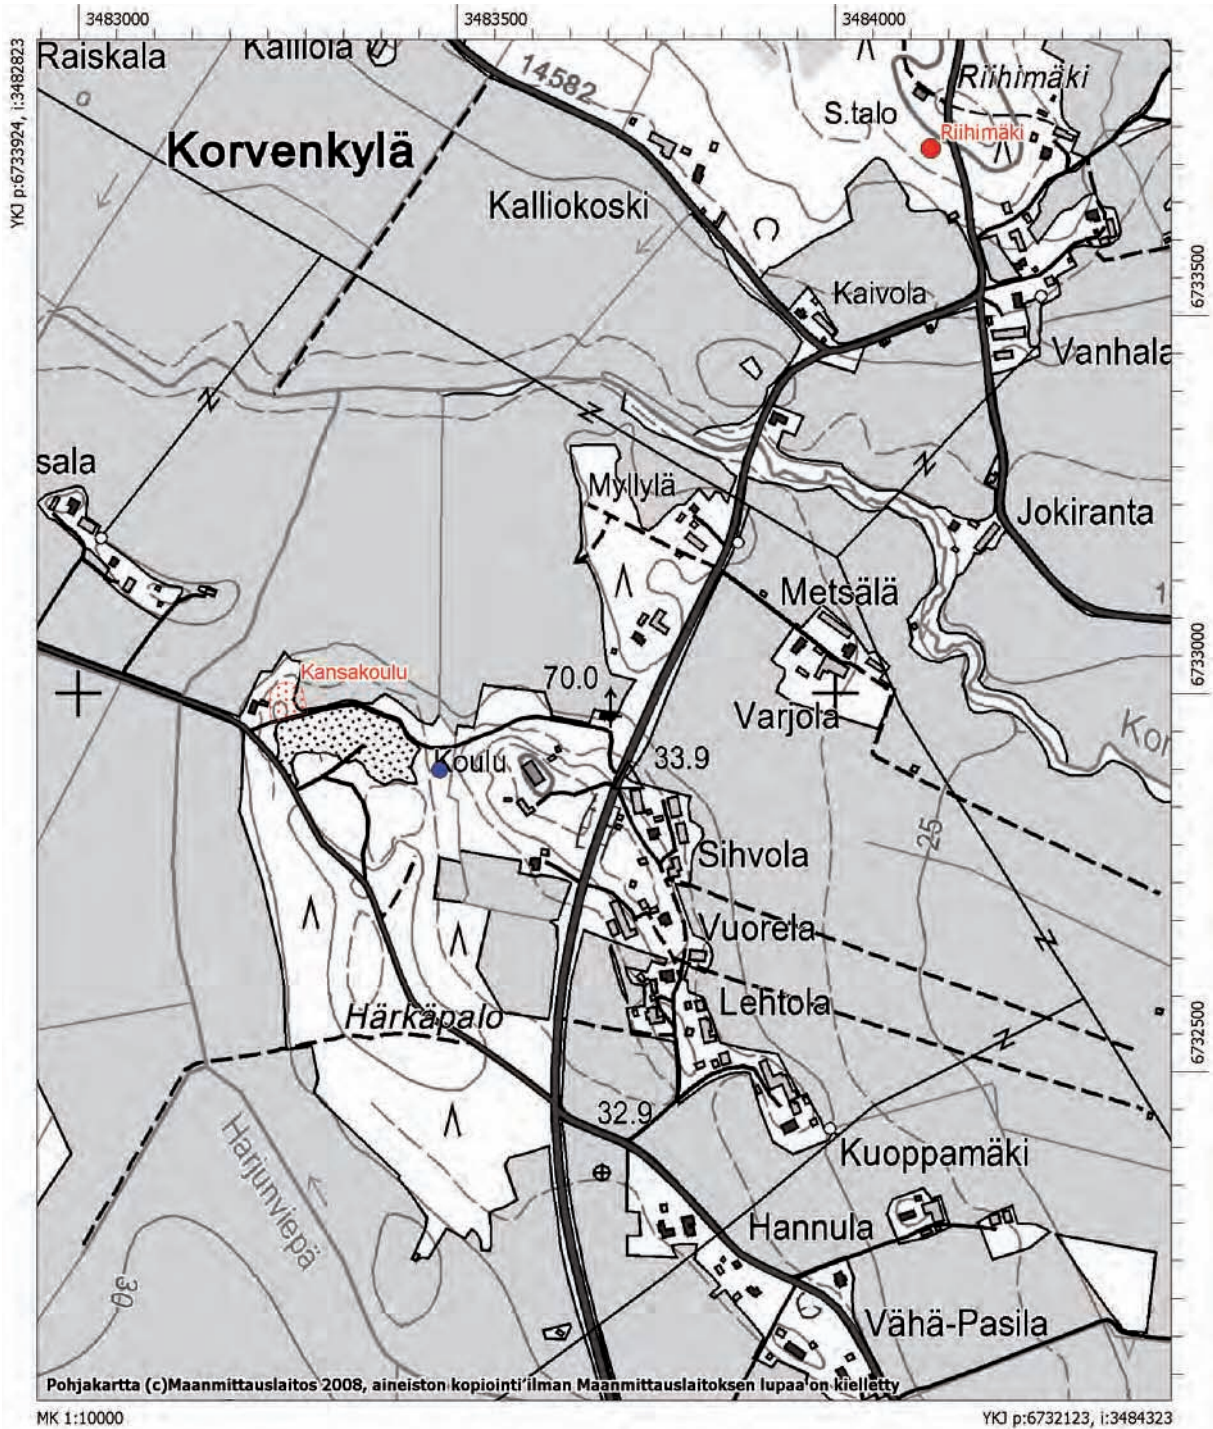 3483000
3483500
3484000
YKJ p:6733924, i:3482823
Raiskala
Kalliola
14582
Riihimäki
S.talo
Riihimäki
Korvenkylä
Kalliokoski
6733500
Kaivola
Vanhala
sala
Myllylä
Jokiranta
Metsälä
1
6733000
Kansakoulu
70.0
Varjola
Kor
Koulu
33.9
25
Sihvola
Vuorela
Härkäpalo
Lehtola
6732500
32.9
Harjunviepä
Kuoppamäki
Hannula
30
Vähä-Pasila
Pohjakartta (c)Maanmittauslaitos 2008, aineiston kopiointi ilman Maanmittauslaitoksen lupaa on kielletty
MK 1:10000
YKJ p:6732123, i:3484323